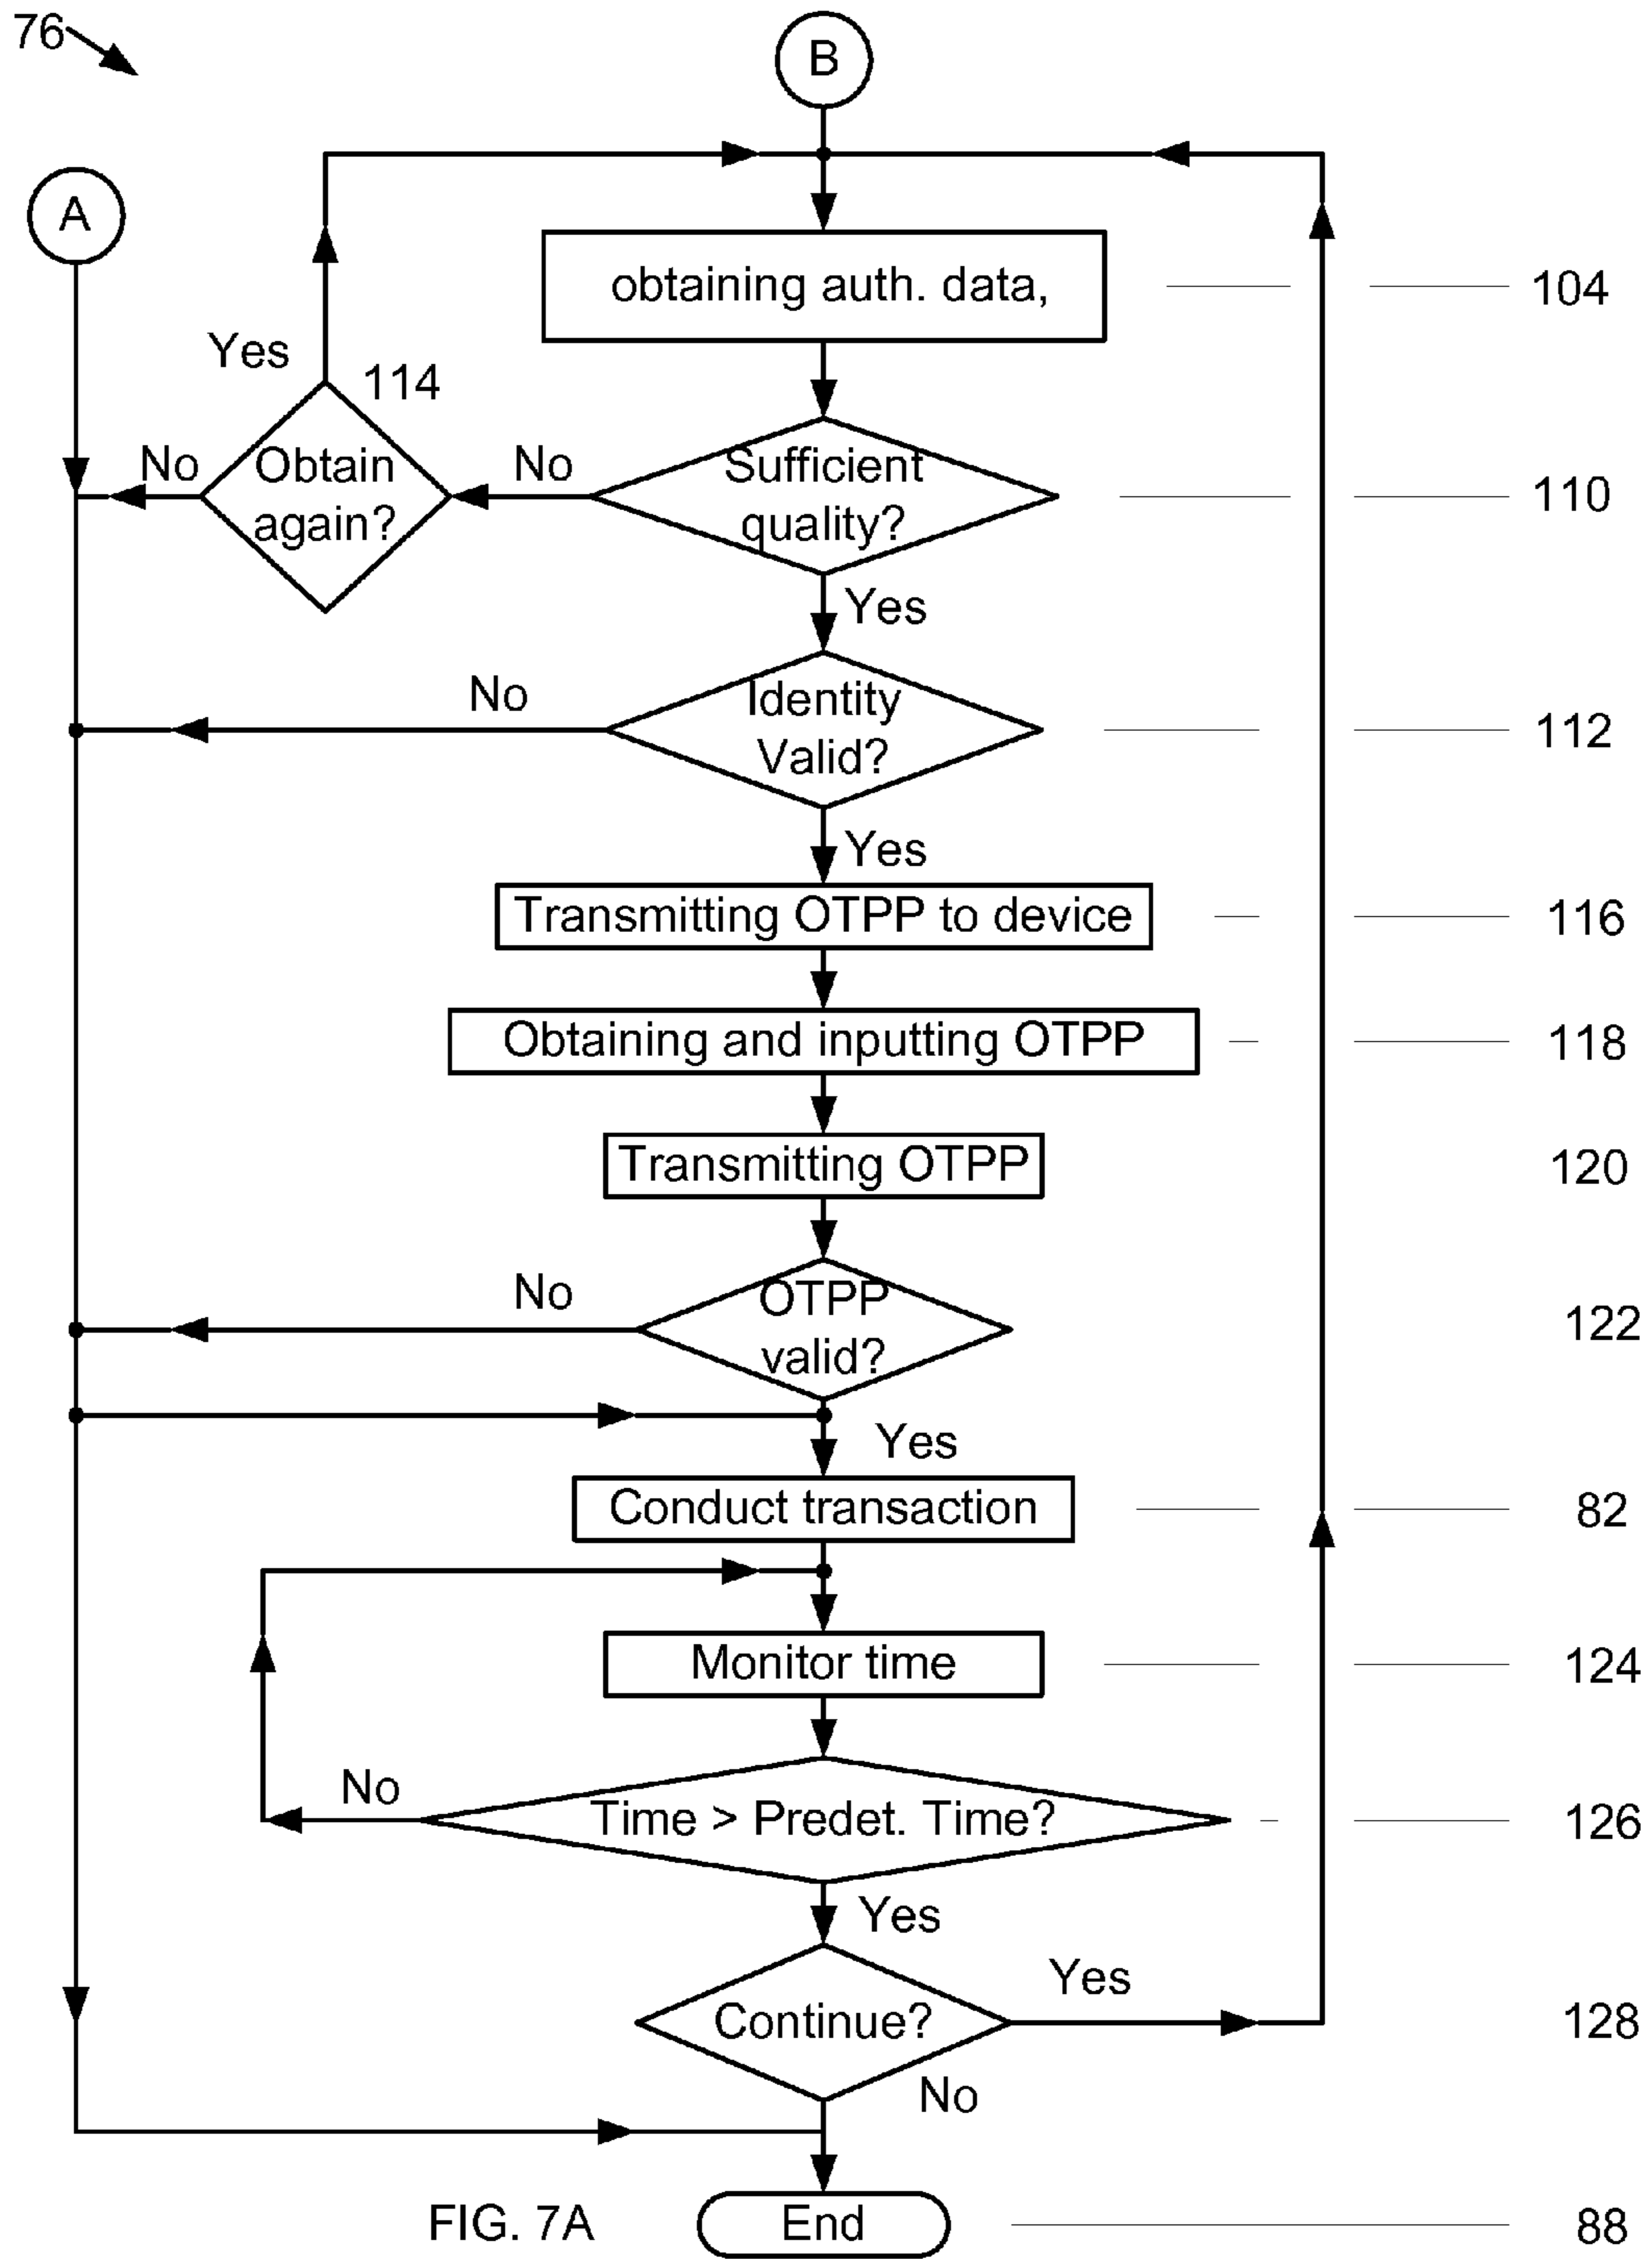 76
B
A
obtaining auth. data,
104
Yes
114
No
Obtain
again?
No
Sufficient
quality?
110
Yes
No
Identity
Valid?
112
Yes
Transmitting OTPP to device
116
Obtaining and inputting OTPP
118
Transmitting OTPP
120
No
OTPP
valid?
122
Yes
Conduct transaction
82
Monitor time
124
No
Time > Predet. Time?
126
Yes
Yes
Continue?
128
No
FIG. 7A
End
88